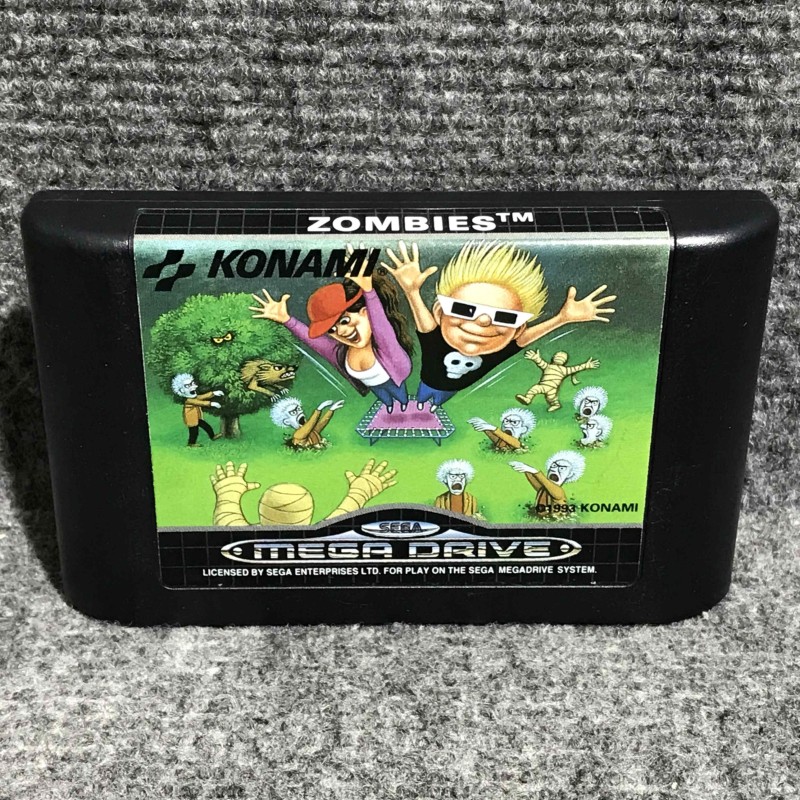 ZOMBIES™
KONAMI®
©1993 KONAMI
SEGA
MEGA DRIVE
LICENSED BY SEGA ENTERPRISES LTD. FOR PLAY ON THE SEGA MEGADRIVE SYSTEM.